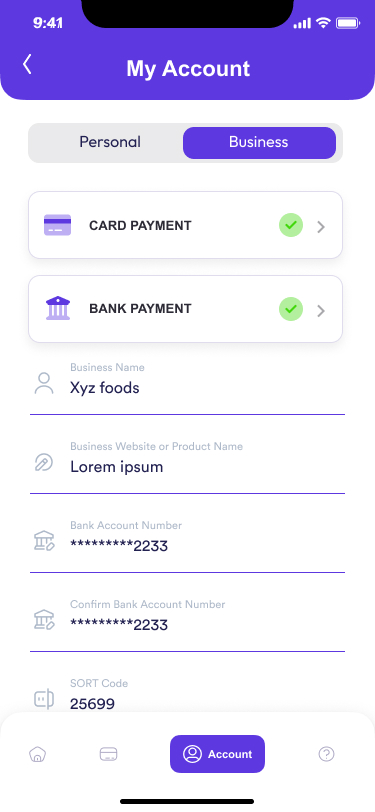 9:41
My Account
Personal
Business
CARD PAYMENT
BANK PAYMENT
Business Name
Xyz foods
Business Website or Product Name
Lorem ipsum
Bank Account Number
*********2233
Confirm Bank Account Number
*********2233
SORT Code
25699
Account